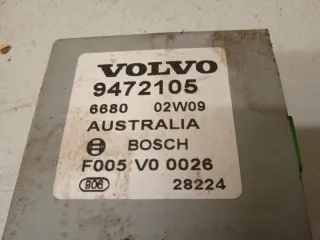 VOLVO
9472105
6680 02W09
AUSTRALIA
BOSCH
F005 V0 0026
906 28224